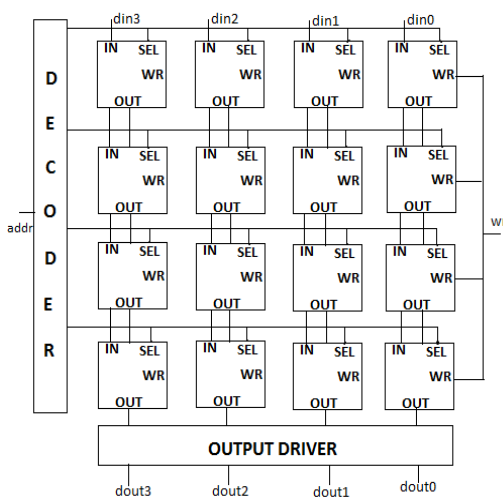 din3 din2 din1 din0
IN SEL IN SEL IN SEL IN SEL
D WR WR WR WR
OUT OUT OUT OUT
E
IN SEL IN SEL IN SEL IN SEL
C WR WR WR WR
O OUT OUT OUT OUT
addr
D IN SEL IN SEL IN SEL IN SEL
WR WR WR WR
E OUT OUT OUT OUT
R IN SEL IN SEL IN SEL IN SEL
WR WR WR WR
OUT OUT OUT OUT
OUTPUT DRIVER
dout3 dout2 dout1 dout0